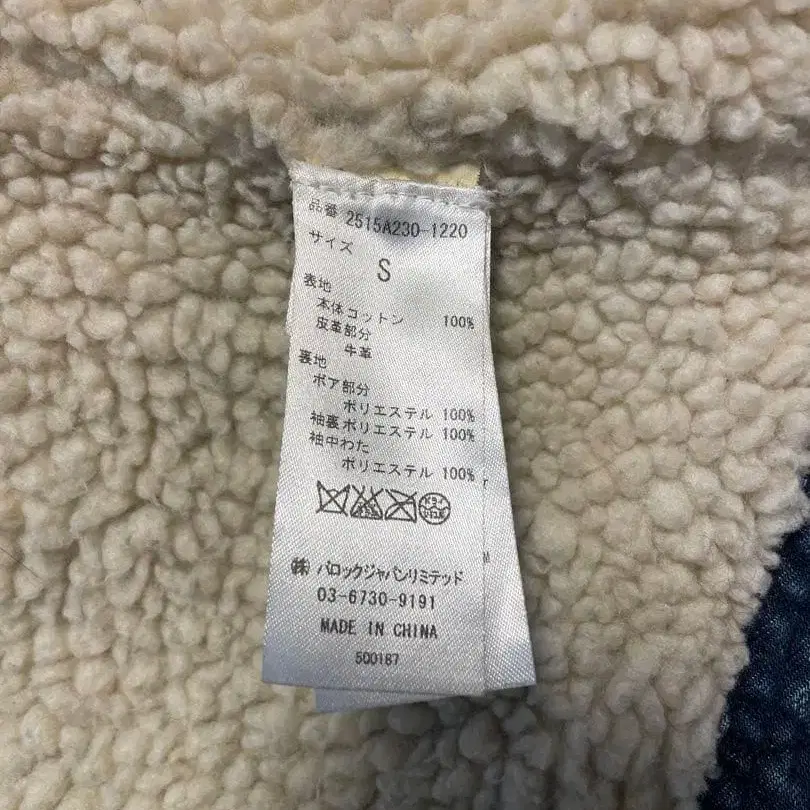 品番 2515A230-1220
サイズ
S
表地
本体コットン 100%
皮革部分
牛革
裏地
ボア部分
ポリエステル 100%
袖裏ポリエステル 100%
袖中わた
ポリエステル 100%
㈱ バロックジャパンリミテッド
03-6730-9191
MADE IN CHINA
500187